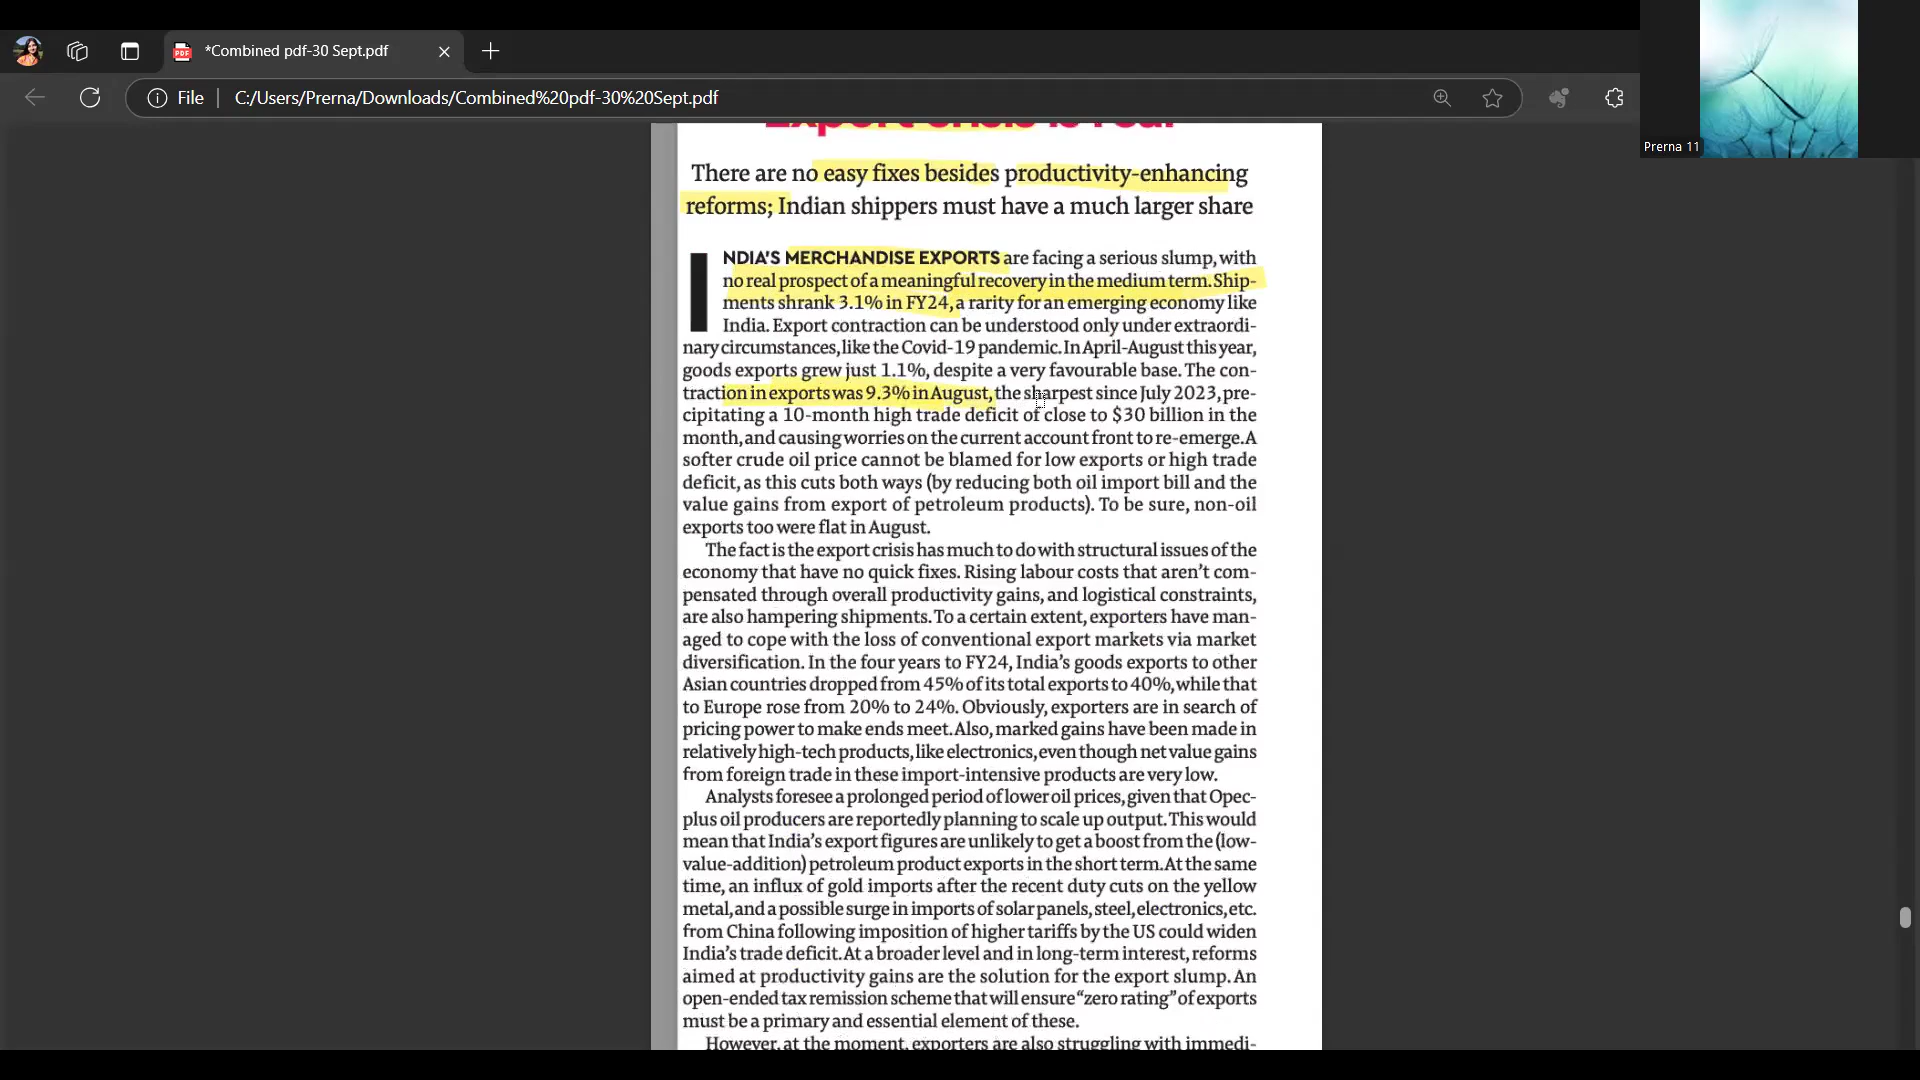 *Combined pdf-30 Sept.pdf
File
C:/Users/Prerna/Downloads/Combined%20pdf-30%20Sept.pdf
Prerna 11
Export crisis is real
There are no easy fixes besides productivity-enhancing
reforms; Indian shippers must have a much larger share
INDIA'S MERCHANDISE EXPORTS are facing a serious slump, with
no real prospect of a meaningful recovery in the medium term. Ship-
ments shrank 3.1% in FY24, a rarity for an emerging economy like
India. Export contraction can be understood only under extraordi-
nary circumstances, like the Covid-19 pandemic. In April-August this year,
goods exports grew just 1.1%, despite a very favourable base. The con-
traction in exports was 9.3% in August, the sharpest since July 2023, pre-
cipitating a 10-month high trade deficit of close to $30 billion in the
month, and causing worries on the current account front to re-emerge. A
softer crude oil price cannot be blamed for low exports or high trade
deficit, as this cuts both ways (by reducing both oil import bill and the
value gains from export of petroleum products). To be sure, non-oil
exports too were flat in August.
The fact is the export crisis has much to do with structural issues of the
economy that have no quick fixes. Rising labour costs that aren't com-
pensated through overall productivity gains, and logistical constraints,
are also hampering shipments. To a certain extent, exporters have man-
aged to cope with the loss of conventional export markets via market
diversification. In the four years to FY24, India's goods exports to other
Asian countries dropped from 45% of its total exports to 40%, while that
to Europe rose from 20% to 24%. Obviously, exporters are in search of
pricing power to make ends meet. Also, marked gains have been made in
relatively high-tech products, like electronics, even though net value gains
from foreign trade in these import-intensive products are very low.
Analysts foresee a prolonged period of lower oil prices, given that Opec-
plus oil producers are reportedly planning to scale up output. This would
mean that India's export figures are unlikely to get a boost from the (low-
value-addition) petroleum product exports in the short term. At the same
time, an influx of gold imports after the recent duty cuts on the yellow
metal, and a possible surge in imports of solar panels, steel, electronics, etc.
from China following imposition of higher tariffs by the US could widen
India's trade deficit. At a broader level and in long-term interest, reforms
aimed at productivity gains are the solution for the export slump. An
open-ended tax remission scheme that will ensure "zero rating" of exports
must be a primary and essential element of these.
However, at the moment, exporters are also struggling with immedi-